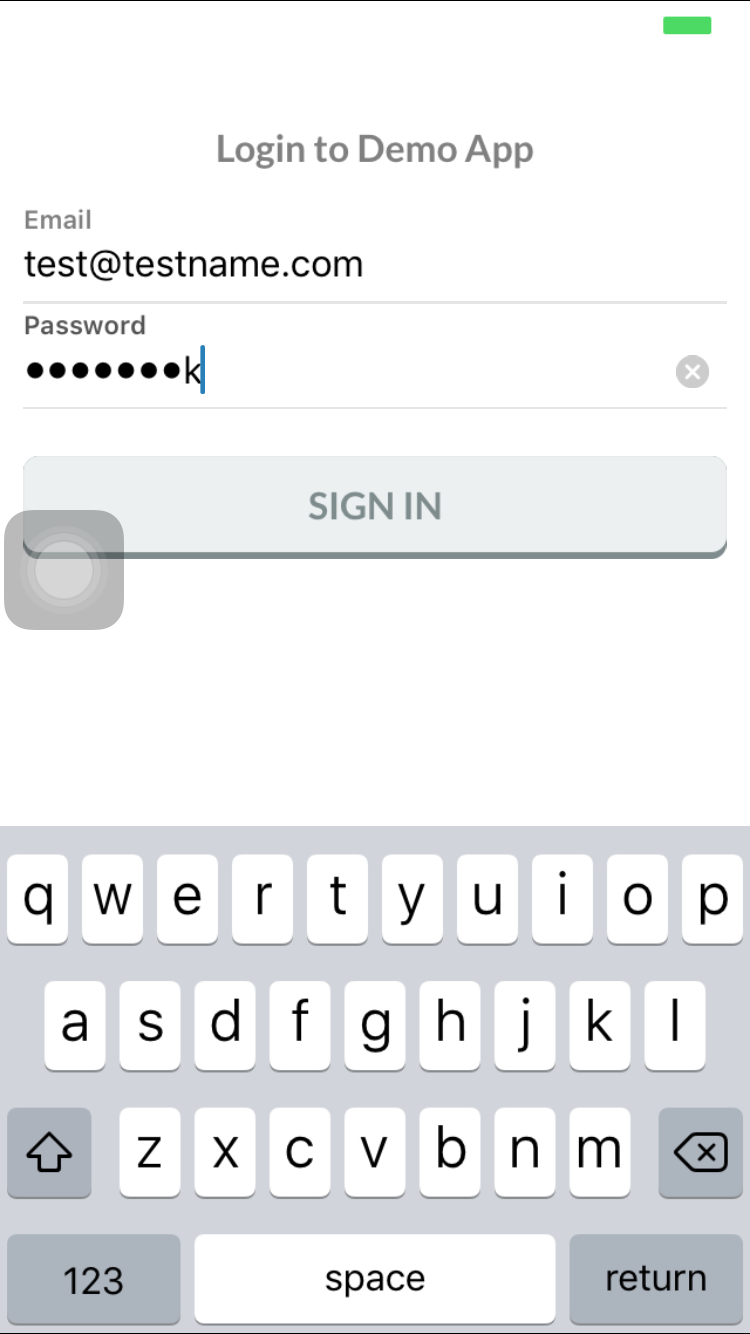 Login to Demo App
Email
test@testname.com
Password
•••••••k
SIGN IN
q w e r t y u i o p
a s d f g h j k l
z x c v b n m
123 space return